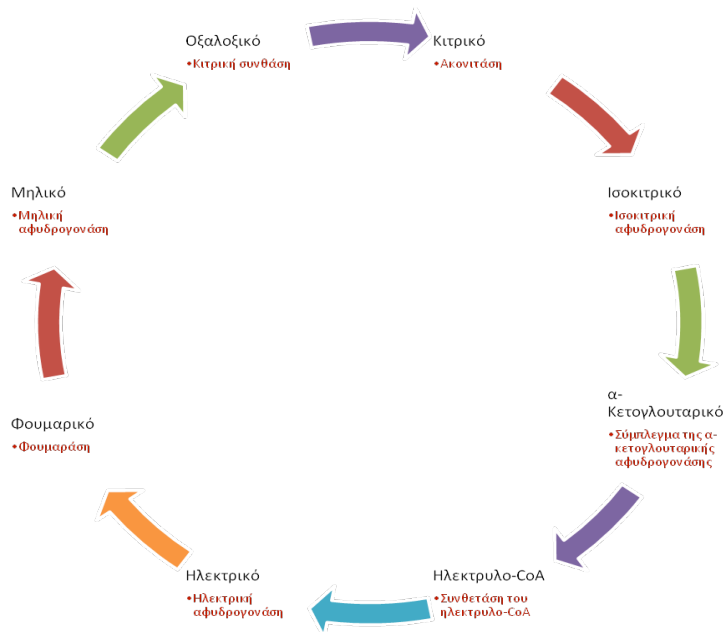 Οξαλοξικό
•Κιτρική συνθάση
Κιτρικό
•Ακονιτάση
Ισοκιτρικό
•Ισοκιτρική
αφυδρογονάση
α-
Κετογλουταρικό
•Σύμπλεγμα της α-
κετογλουταρικής
αφυδρογονάσης
Ηλεκτρυλο-CoA
•Συνθετάση του
ηλεκτρυλο-CoA
Ηλεκτρικό
•Ηλεκτρική
αφυδρογονάση
Φουμαρικό
•Φουμαράση
Μηλικό
•Μηλική
αφυδρογονάση